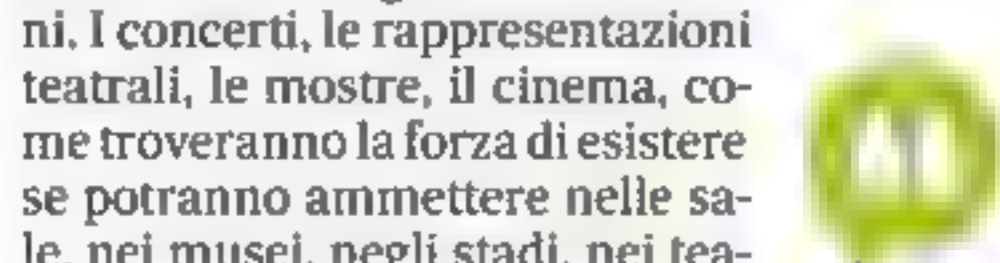 ni. I concerti, le rappresentazioni
teatrali, le mostre, il cinema, co-
me troveranno la forza di esistere
se potranno ammettere nelle sa-
le, nei musei, negli stadi, nei tea-